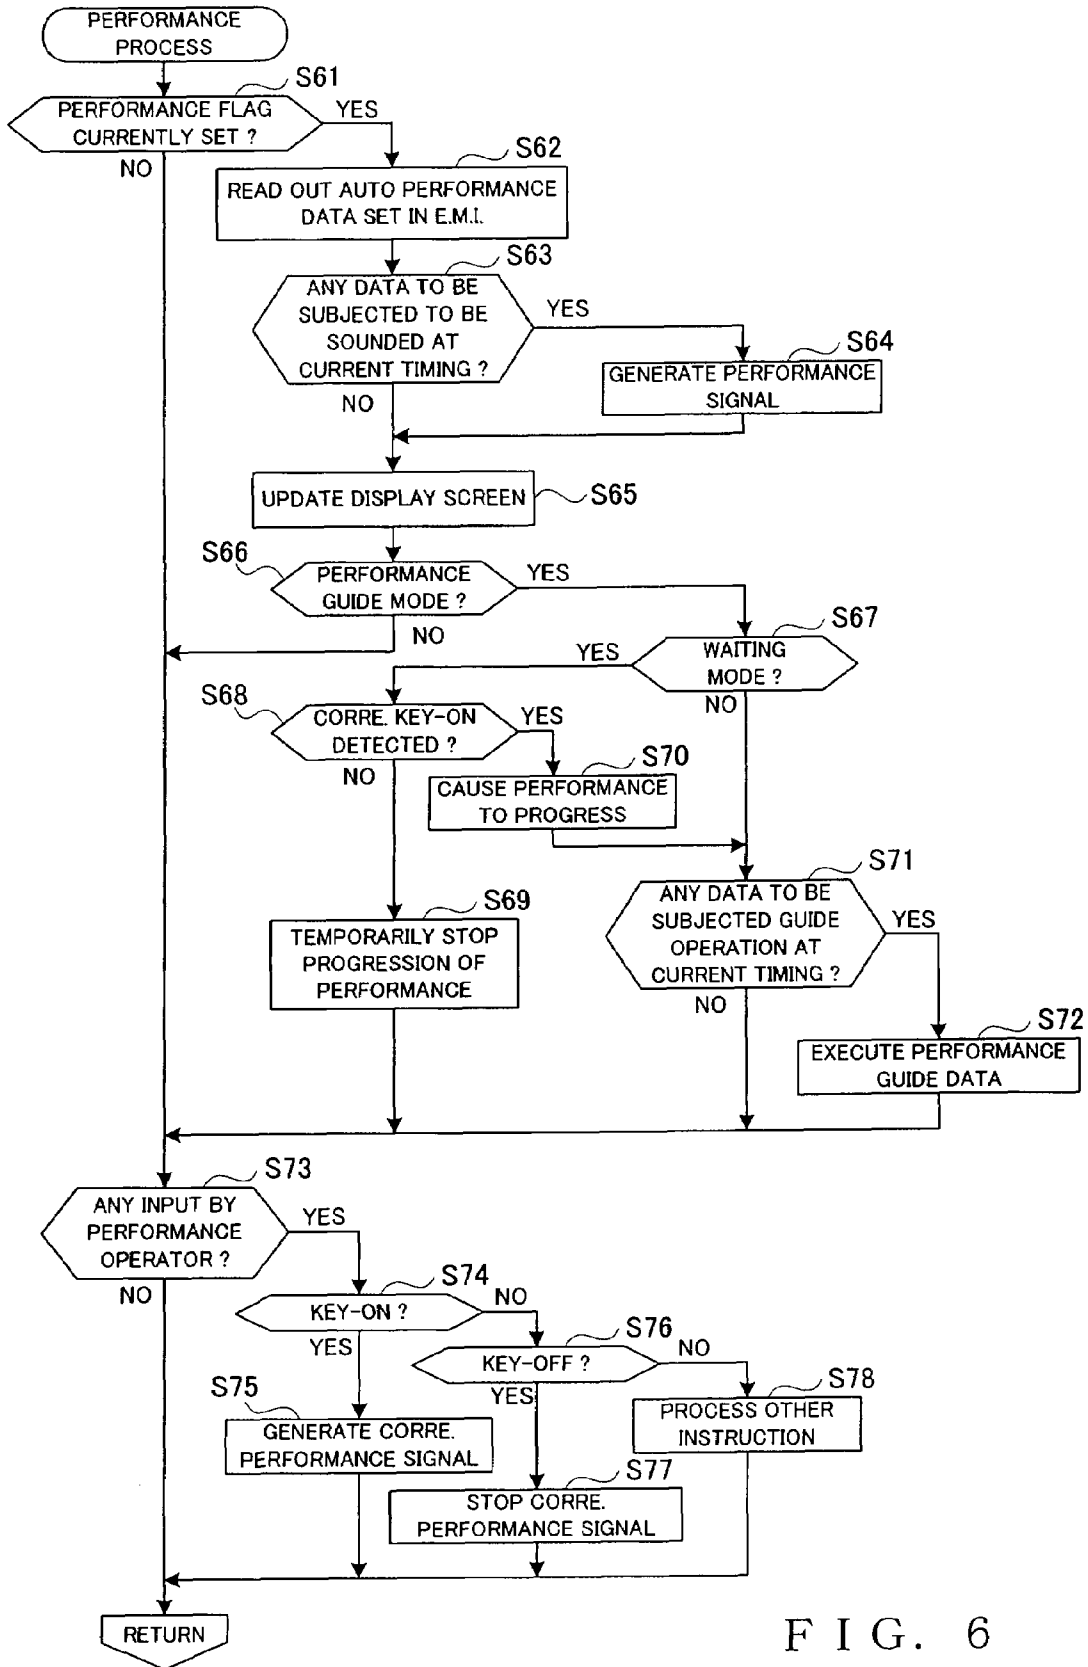 PERFORMANCE
PROCESS
S61
PERFORMANCE FLAG
CURRENTLY SET ?
YES
NO
S62
READ OUT AUTO PERFORMANCE
DATA SET IN E.M.I.
S63
ANY DATA TO BE
SUBJECTED TO BE
SOUNDED AT
CURRENT TIMING ?
YES
NO
S64
GENERATE PERFORMANCE
SIGNAL
UPDATE DISPLAY SCREEN
S65
S66
PERFORMANCE
GUIDE MODE ?
YES
NO
S67
WAITING
MODE ?
YES
NO
S68
CORRE. KEY-ON
DETECTED ?
YES
NO
S70
CAUSE PERFORMANCE
TO PROGRESS
S69
TEMPORARILY STOP
PROGRESSION OF
PERFORMANCE
S71
ANY DATA TO BE
SUBJECTED GUIDE
OPERATION AT
CURRENT TIMING ?
YES
NO
S72
EXECUTE PERFORMANCE
GUIDE DATA
S73
ANY INPUT BY
PERFORMANCE
OPERATOR ?
YES
NO
S74
KEY-ON ?
NO
YES
S75
GENERATE CORRE.
PERFORMANCE SIGNAL
S76
KEY-OFF ?
NO
YES
S77
STOP CORRE.
PERFORMANCE SIGNAL
S78
PROCESS OTHER
INSTRUCTION
RETURN
FIG. 6